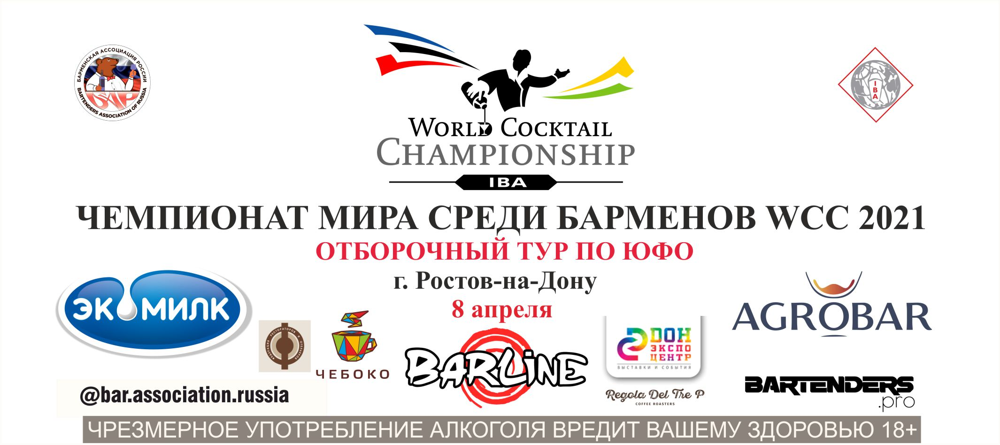 БАРМЕНСКАЯ АССОЦИАЦИЯ РОССИИ
БАР
BARTENDERS ASSOCIATION OF RUSSIA
IBA
WORLD COCKTAIL
CHAMPIONSHIP
IBA
ЧЕМПИОНАТ МИРА СРЕДИ БАРМЕНОВ WCC 2021
ОТБОРОЧНЫЙ ТУР ПО ЮФО
г. Ростов-на-Дону
8 апреля
ЭКОМИЛК
ФЕДЕРАЦИЯ РЕСТОРАТОРОВ И ОТЕЛЬЕРОВ
ЧЕБОКО
BARLINE
ДОН
ЭКСПО
ЦЕНТР
ВЫСТАВКИ И СОБЫТИЯ
Regola Del Tre P
COFFEE ROASTERS
AGROBAR
BARTENDERS
.pro
@bar.association.russia
ЧРЕЗМЕРНОЕ УПОТРЕБЛЕНИЕ АЛКОГОЛЯ ВРЕДИТ ВАШЕМУ ЗДОРОВЬЮ 18+